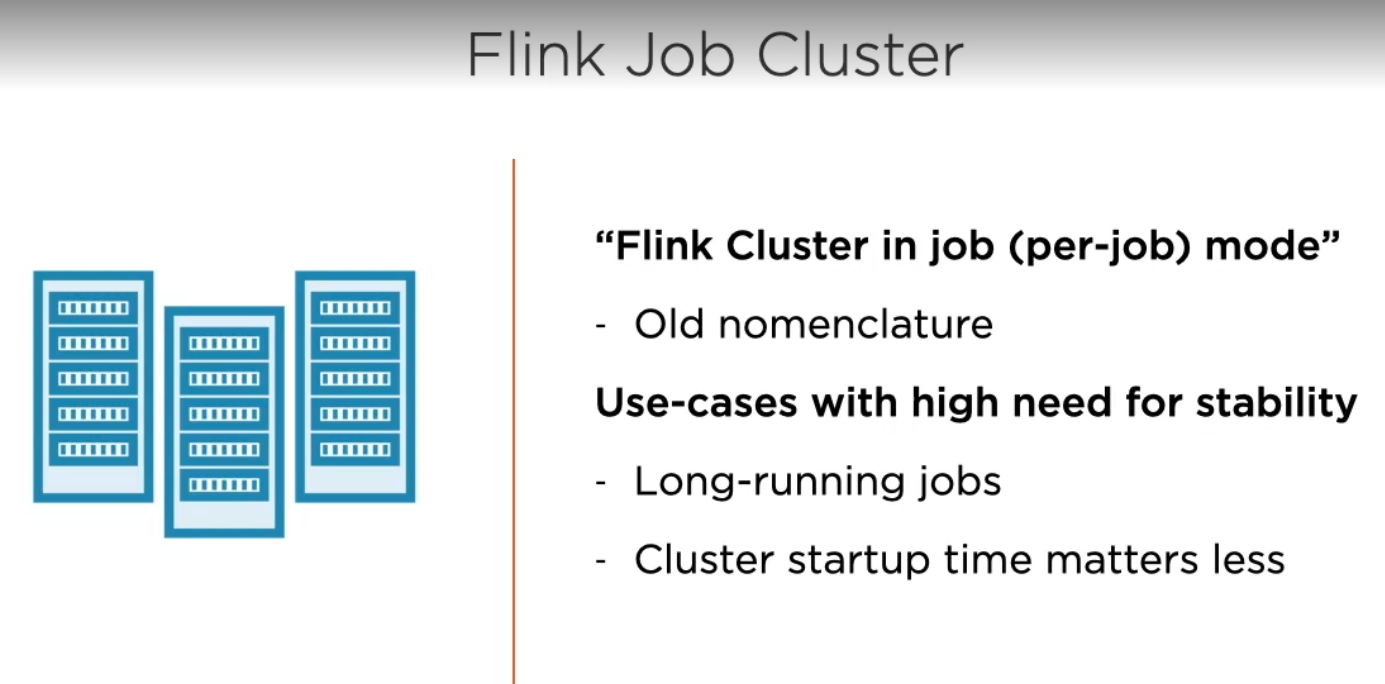 Flink Job Cluster
“Flink Cluster in job (per-job) mode”
- Old nomenclature
Use-cases with high need for stability
- Long-running jobs
- Cluster startup time matters less